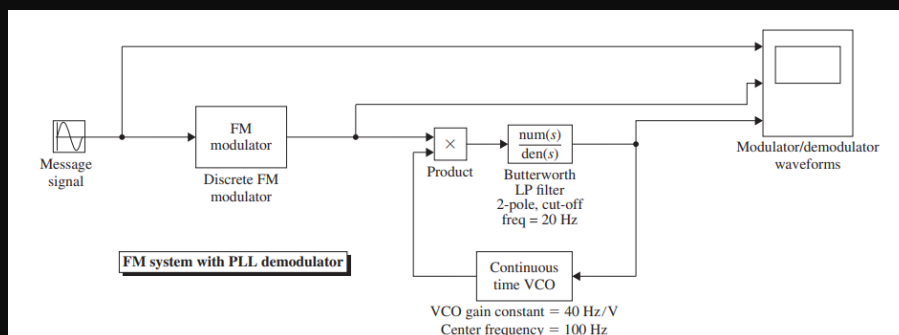 FM
modulator
Message
signal
Discrete FM
modulator
×
Product
num(s)
den(s)
Butterworth
LP filter
2-pole, cut-off
freq = 20 Hz
Modulator/demodulator
waveforms
FM system with PLL demodulator
Continuous
time VCO
VCO gain constant = 40 Hz/V
Center frequency = 100 Hz